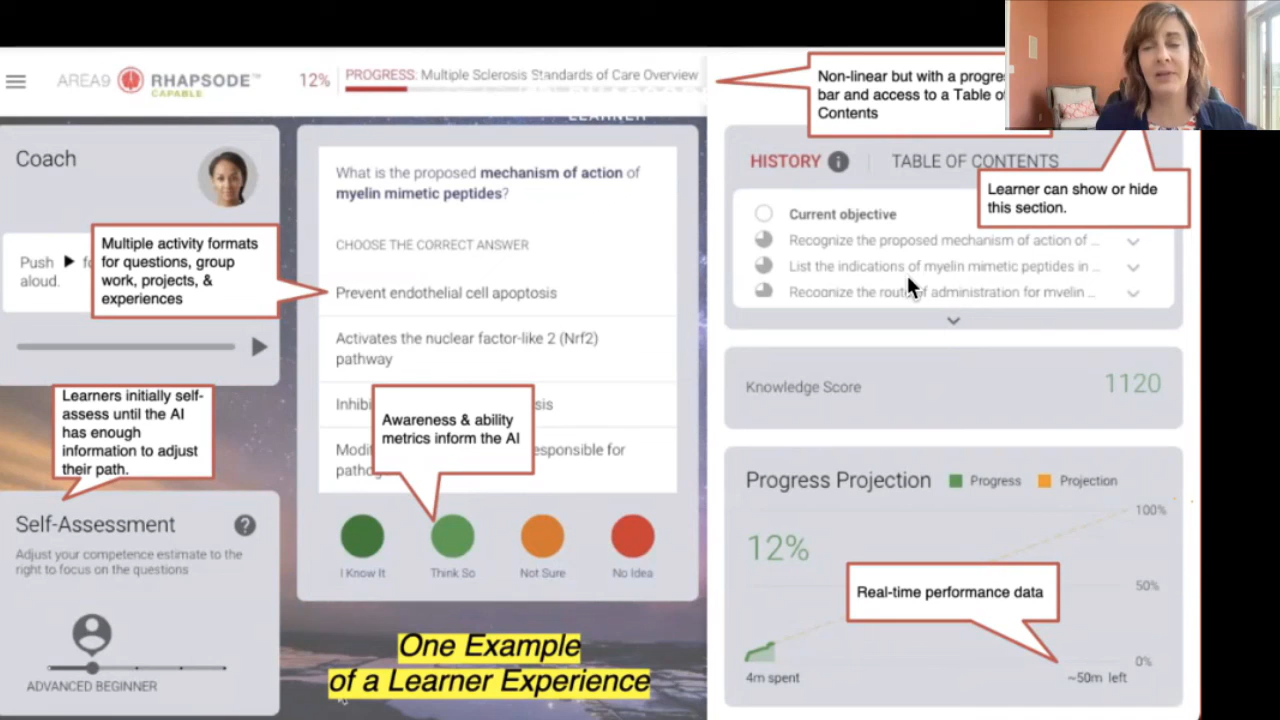 AREA9 RHAPSODE™
CAPABLE
12% PROGRESS: Multiple Sclerosis Standards of Care Overview
LEARNER
Non-linear but with a progre
bar and access to a Table o
Contents
Coach
Push
aloud.
Multiple activity formats
for questions, group
work, projects, &
experiences
Learners initially self-
assess until the AI
has enough
information to adjust
their path.
Self-Assessment ?
Adjust your competence estimate to the
right to focus on the questions
ADVANCED BEGINNER
What is the proposed mechanism of action of
myelin mimetic peptides?
CHOOSE THE CORRECT ANSWER
Prevent endothelial cell apoptosis
Activates the nuclear factor-like 2 (Nrf2)
pathway
Awareness & ability
metrics inform the AI
esponsible for
I Know It Think So Not Sure No Idea
One Example
of a Learner Experience
HISTORY i | TABLE OF CONTENTS
Learner can show or hide
this section.
Current objective
Recognize the proposed mechanism of action of ...
List the indications of myelin mimetic peptides in ...
Recognize the route of administration for myelin ...
Knowledge Score 1120
Progress Projection Progress Projection
100%
12%
50%
Real-time performance data
0%
4m spent ~50m left